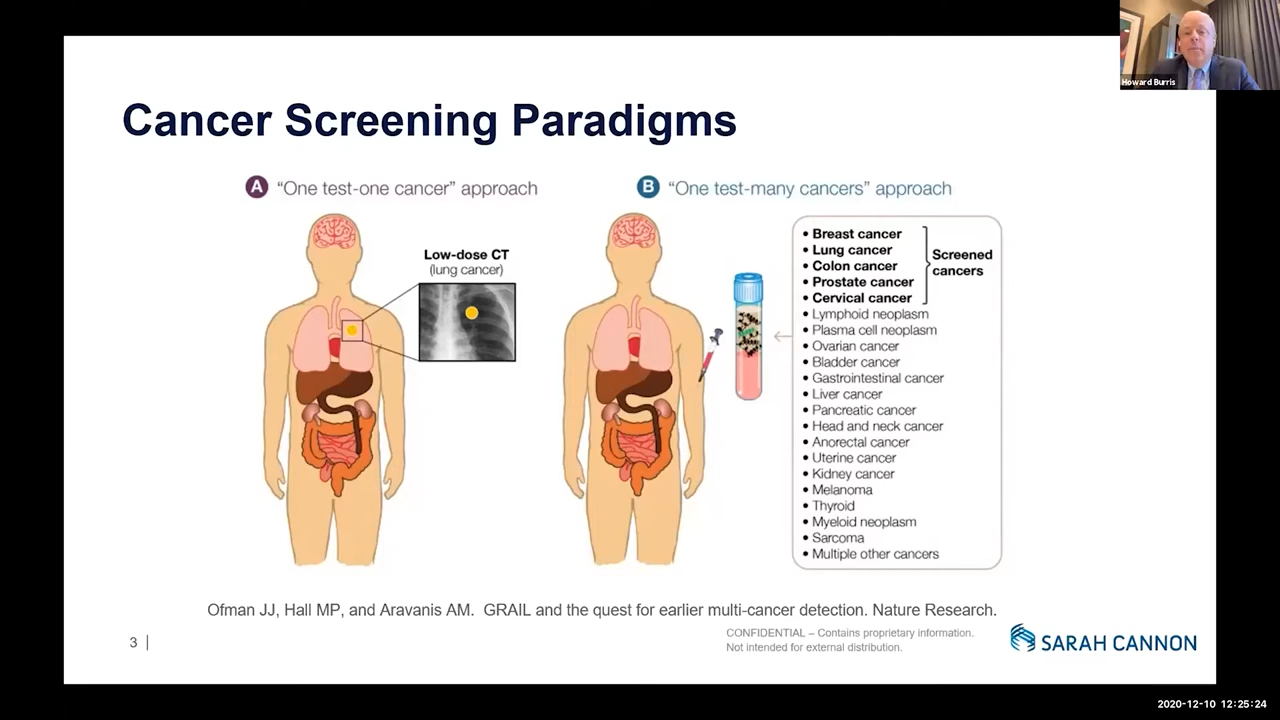 Howard Burris
Cancer Screening Paradigms
A "One test-one cancer" approach
Low-dose CT
(lung cancer)
B "One test-many cancers" approach
• Breast cancer
• Lung cancer
• Colon cancer
• Prostate cancer
• Cervical cancer
Screened
cancers
• Lymphoid neoplasm
• Plasma cell neoplasm
• Ovarian cancer
• Bladder cancer
• Gastrointestinal cancer
• Liver cancer
• Pancreatic cancer
• Head and neck cancer
• Anorectal cancer
• Uterine cancer
• Kidney cancer
• Melanoma
• Thyroid
• Myeloid neoplasm
• Sarcoma
• Multiple other cancers
Ofman JJ, Hall MP, and Aravanis AM. GRAIL and the quest for earlier multi-cancer detection. Nature Research.
3 |
CONFIDENTIAL – Contains proprietary information.
Not intended for external distribution.
SARAH CANNON
2020-12-10 12:25:24